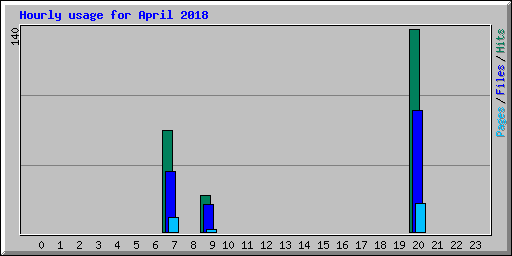 Hourly usage for April 2018
140
Pages/Files/Hits
0 1 2 3 4 5 6 7 8 9 10 11 12 13 14 15 16 17 18 19 20 21 22 23